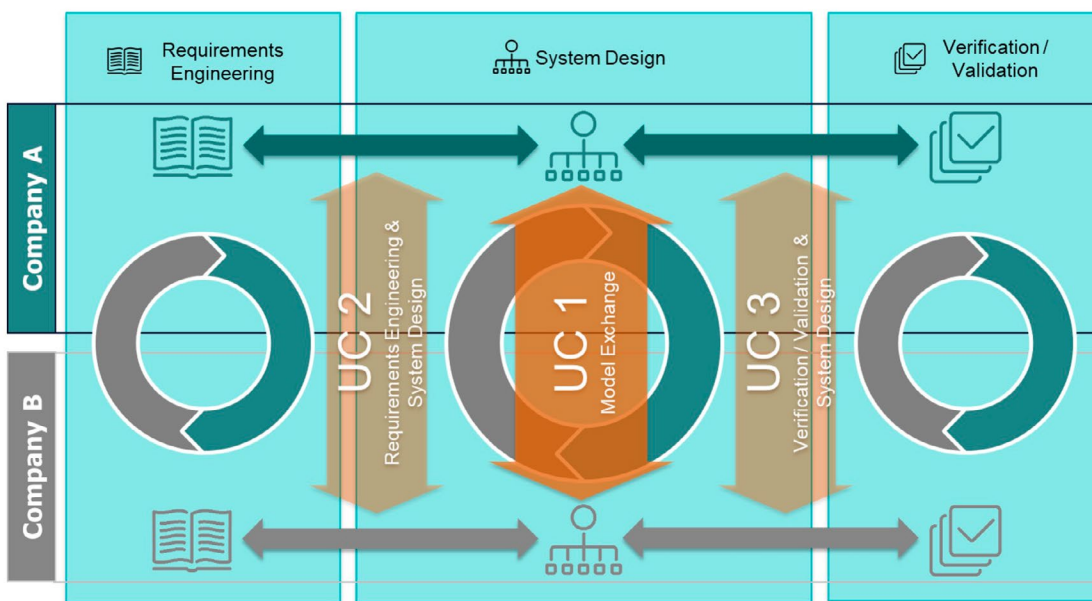 Requirements
Engineering
System Design
Verification /
Validation
Company A
Company B
UC 2
Requirements Engineering &
System Design
UC 1
Model Exchange
UC 3
Verification / Validation &
System Design